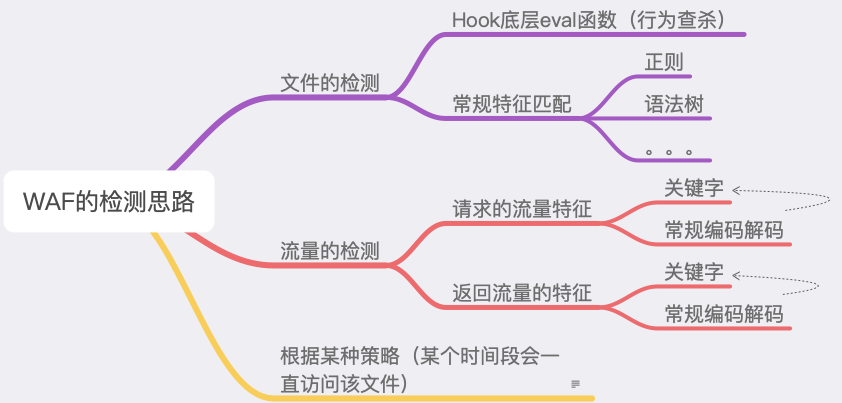 WAF的检测思路
文件的检测
Hook底层eval函数（行为查杀）
常规特征匹配
正则
语法树
。。。
流量的检测
请求的流量特征
关键字
常规编码解码
返回流量的特征
关键字
常规编码解码
根据某种策略（某个时间段会一
直访问该文件）